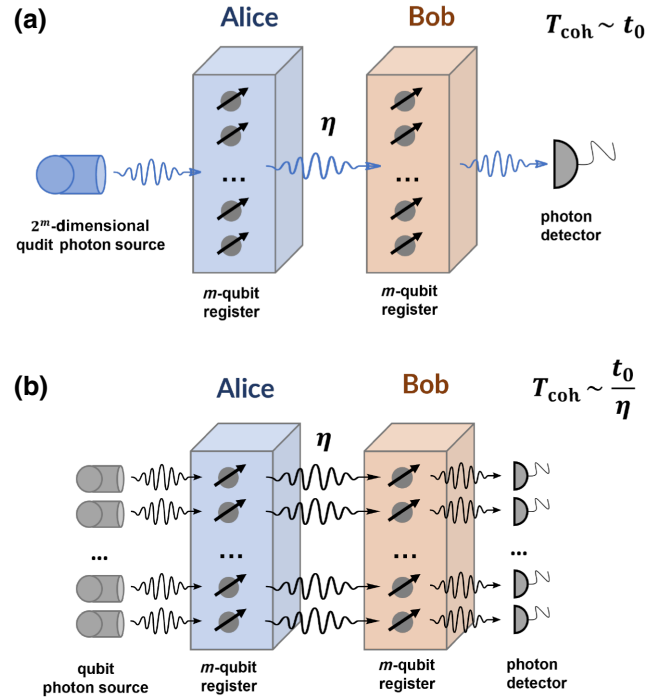 (a)
Alice
Bob
T_coh ~ t_0
η
...
...
2^m-dimensional
qudit photon source
m-qubit
register
m-qubit
register
photon
detector
(b)
Alice
Bob
T_coh ~ t_0/η
η
...
...
...
...
qubit
photon source
m-qubit
register
m-qubit
register
photon
detector